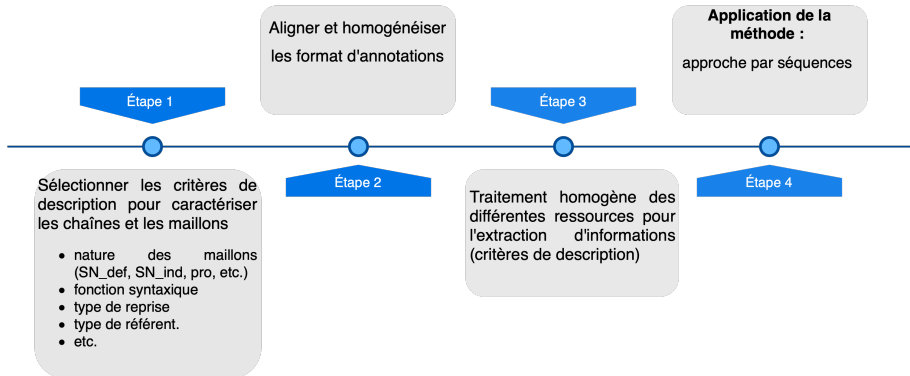 Étape 1
Sélectionner les critères de
description pour caractériser
les chaînes et les maillons
• nature des maillons
(SN_def, SN_ind, pro, etc.)
• fonction syntaxique
• type de reprise
• type de référent.
• etc.
Aligner et homogénéiser
les format d'annotations
Étape 2
Étape 3
Traitement homogène des
différentes ressources pour
l'extraction d'informations
(critères de description)
Application de la
méthode :
approche par séquences
Étape 4